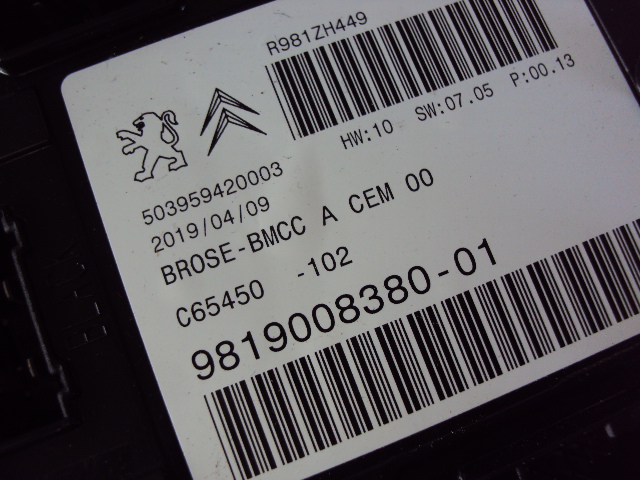 R981ZH449
HW:10 SW:07.05 P:00.13
503959420003
2019/04/09
BROSE-BMCC A CEM 00
C65450 -102
9819008380-01